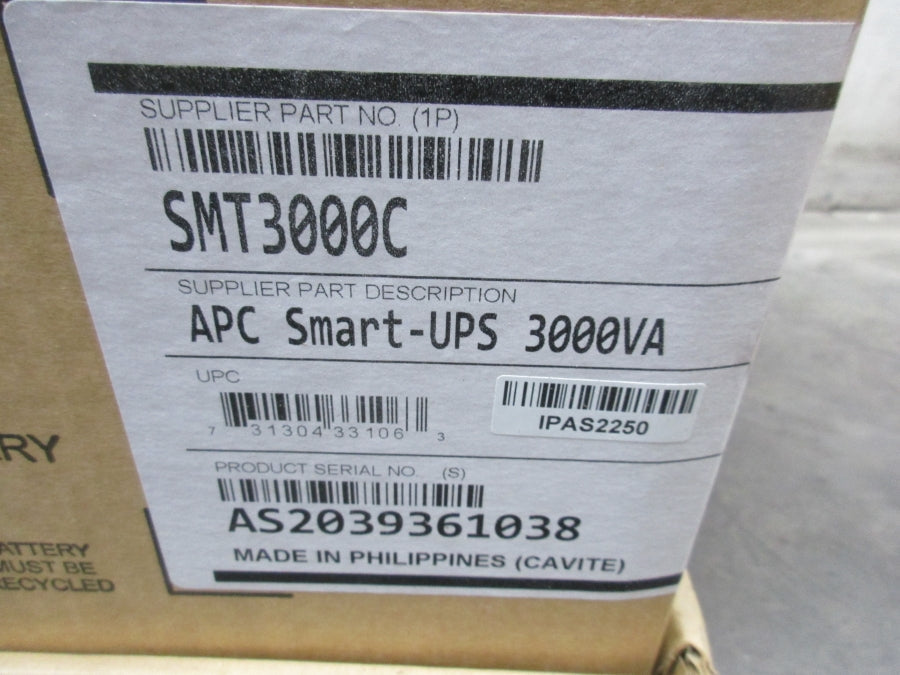 SUPPLIER PART NO. (1P)
SMT3000C
SUPPLIER PART DESCRIPTION
APC Smart-UPS 3000VA
UPC
7 31304 33106 3
IPAS2250
PRODUCT SERIAL NO. (S)
AS2039361038
MADE IN PHILIPPINES (CAVITE)
RY
ATTERY
MUST BE
RECYCLED